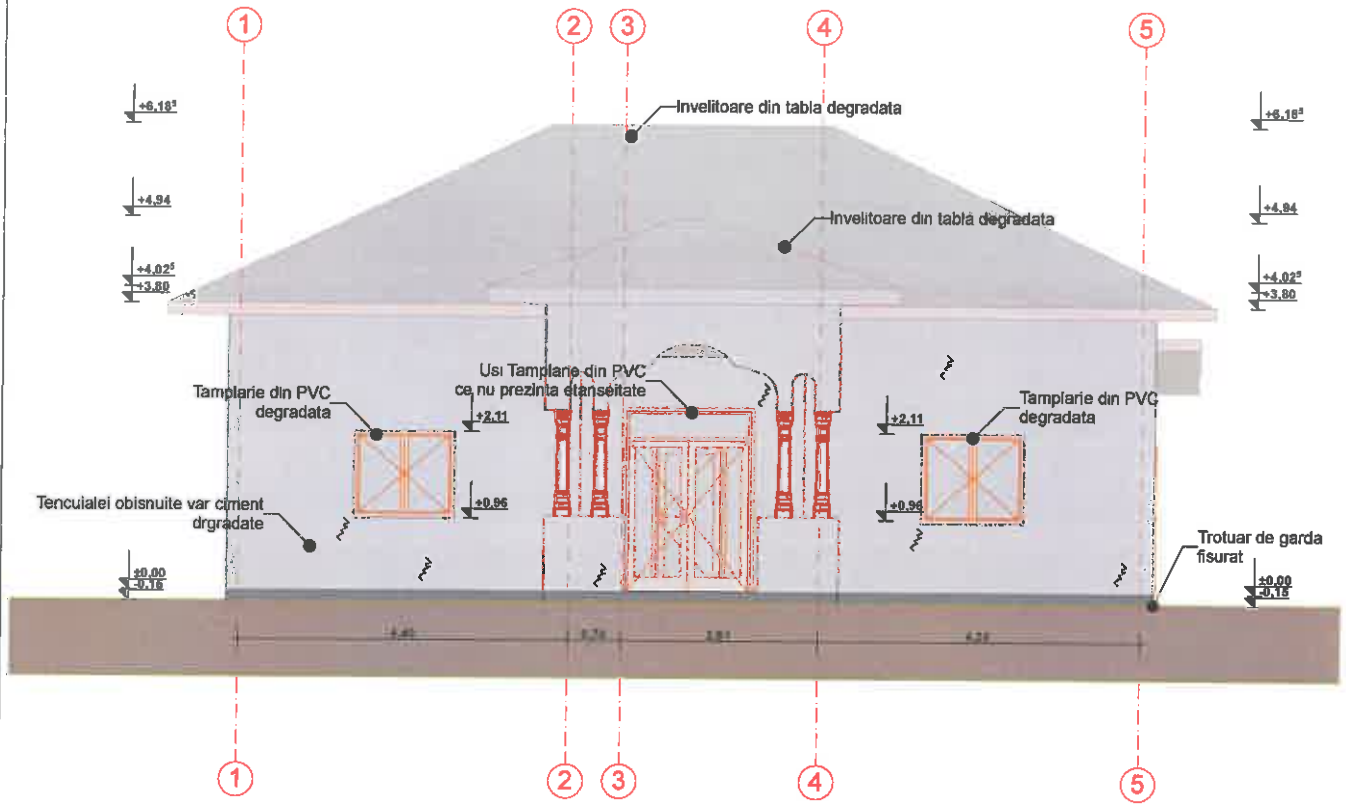 1
2
3
4
5
+6,18⁵
Invelitoare din tabla degradata
+6,18⁵
+4,94
Invelitoare din tabla degradata
+4,94
+4,02⁵
+3,80
+4,02⁵
+3,80
Usi Tamplarie din PVC
ce nu prezinta etanseitate
Tamplarie din PVC
degradata
+2,11
+2,11
Tamplarie din PVC
degradata
Tencuialei obisnuite var ciment
drgradate
+0,96
+0,96
Trotuar de garda
fisurat
±0,00
-0,15
±0,00
-0,15
1
2
3
4
5